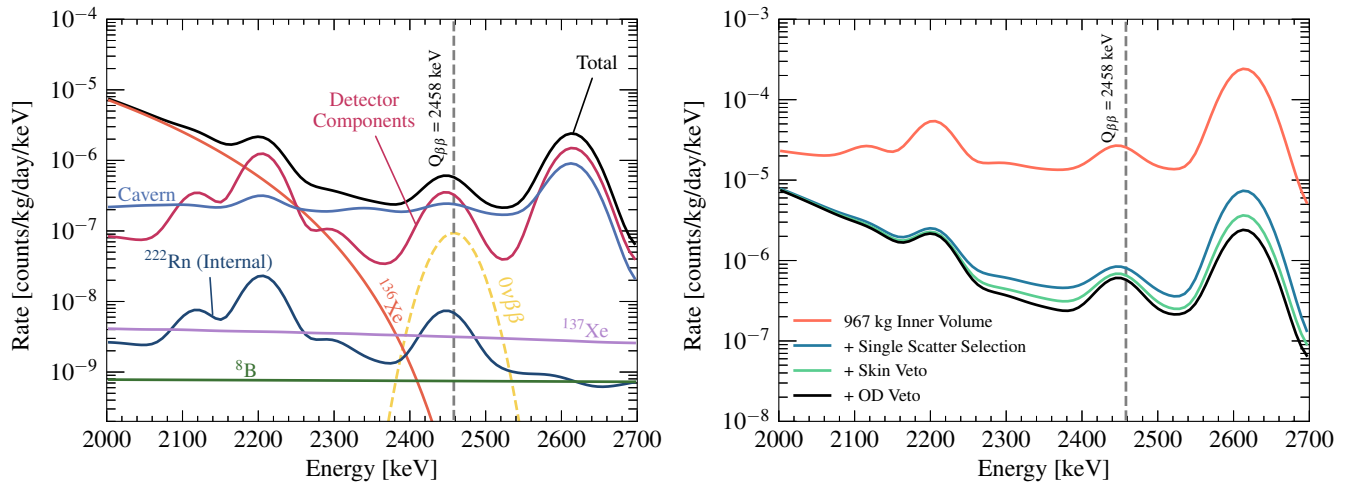 10⁻⁴
10⁻⁵
10⁻⁶
10⁻⁷
10⁻⁸
10⁻⁹
Rate [counts/kg/day/keV]
Q_ββ = 2458 keV
Total
Detector
Components
Cavern
²²²Rn (Internal)
¹³⁶Xe
0νββ
¹³⁷Xe
⁸B
2000 2100 2200 2300 2400 2500 2600 2700
Energy [keV]
10⁻³
10⁻⁴
10⁻⁵
10⁻⁶
10⁻⁷
10⁻⁸
Rate [counts/kg/day/keV]
Q_ββ = 2458 keV
967 kg Inner Volume
+ Single Scatter Selection
+ Skin Veto
+ OD Veto
2000 2100 2200 2300 2400 2500 2600 2700
Energy [keV]